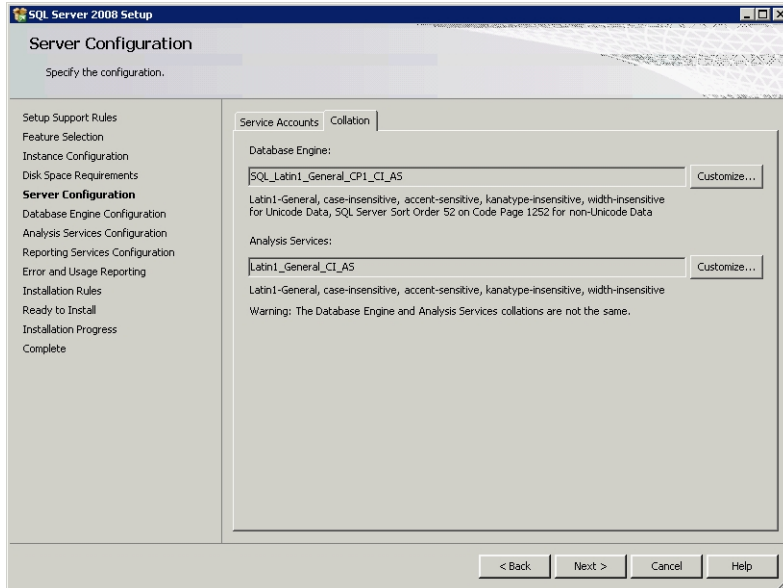 SQL Server 2008 Setup
Server Configuration
Specify the configuration.
Setup Support Rules
Feature Selection
Instance Configuration
Disk Space Requirements
Server Configuration
Database Engine Configuration
Analysis Services Configuration
Reporting Services Configuration
Error and Usage Reporting
Installation Rules
Ready to Install
Installation Progress
Complete
Service Accounts Collation
Database Engine:
SQL_Latin1_General_CP1_CI_AS Customize...
Latin1-General, case-insensitive, accent-sensitive, kanatype-insensitive, width-insensitive
for Unicode Data, SQL Server Sort Order 52 on Code Page 1252 for non-Unicode Data
Analysis Services:
Latin1_General_CI_AS Customize...
Latin1-General, case-insensitive, accent-sensitive, kanatype-insensitive, width-insensitive
Warning: The Database Engine and Analysis Services collations are not the same.
< Back Next > Cancel Help